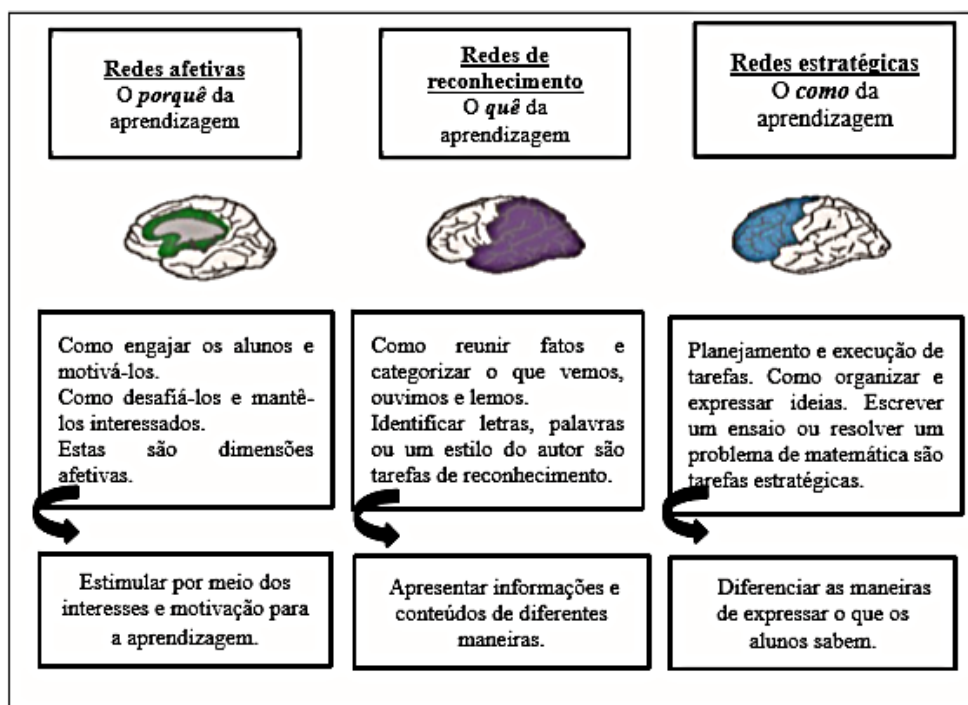 Redes afetivas
O porquê da
aprendizagem
Redes de
reconhecimento
O quê da
aprendizagem
Redes estratégicas
O como da
aprendizagem
Como engajar os alunos e
motivá-los.
Como desafiá-los e mantê-
los interessados.
Estas são dimensões
afetivas.
Como reunir fatos e
categorizar o que vemos,
ouvimos e lemos.
Identificar letras, palavras
ou um estilo do autor são
tarefas de reconhecimento.
Planejamento e execução de
tarefas. Como organizar e
expressar ideias. Escrever
um ensaio ou resolver um
problema de matemática são
tarefas estratégicas.
Estimular por meio dos
interesses e motivação para
a aprendizagem.
Apresentar informações e
conteúdos de diferentes
maneiras.
Diferenciar as maneiras
de expressar o que os
alunos sabem.